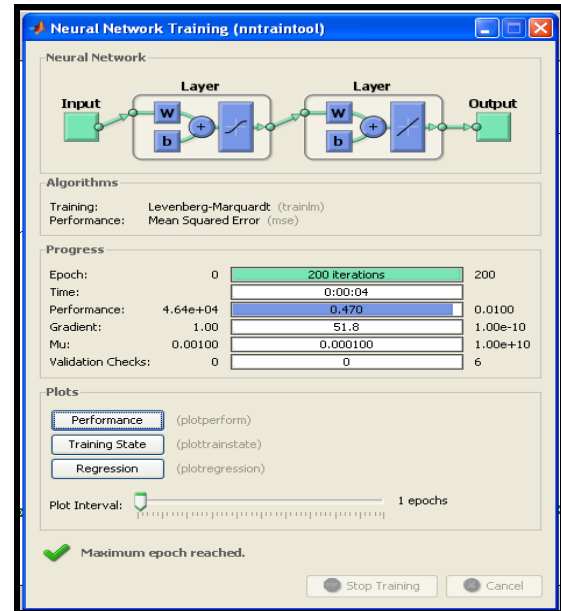 Neural Network Training (nntraintool)
Neural Network
Layer Layer
Input Output
W W
b b
+ +
Algorithms
Training: Levenberg-Marquardt (trainlm)
Performance: Mean Squared Error (mse)
Progress
Epoch: 0 200 iterations 200
Time: 0:00:04
Performance: 4.64e+04 0.470 0.0100
Gradient: 1.00 51.8 1.00e-10
Mu: 0.00100 0.000100 1.00e+10
Validation Checks: 0 0 6
Plots
Performance (plotperform)
Training State (plottrainstate)
Regression (plotregression)
Plot Interval: 1 epochs
Maximum epoch reached.
Stop Training Cancel